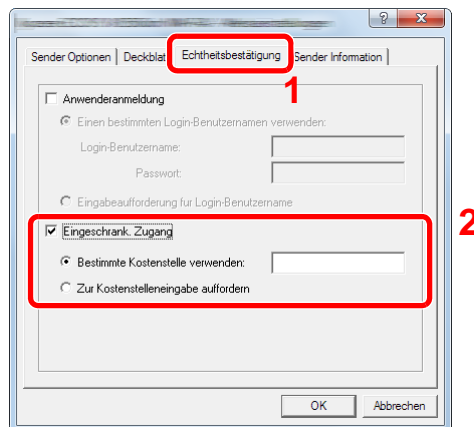 Sender Optionen Deckblat Echtheitsbestätigung Sender Information
1
Anwenderanmeldung
Einen bestimmten Login-Benutzernamen verwenden:
Login-Benutzername:
Passwort:
Eingabeaufforderung fur Login-Benutzername
2
Eingeschrank. Zugang
Bestimmte Kostenstelle verwenden:
Zur Kostenstelleneingabe auffordern
OK Abbrechen